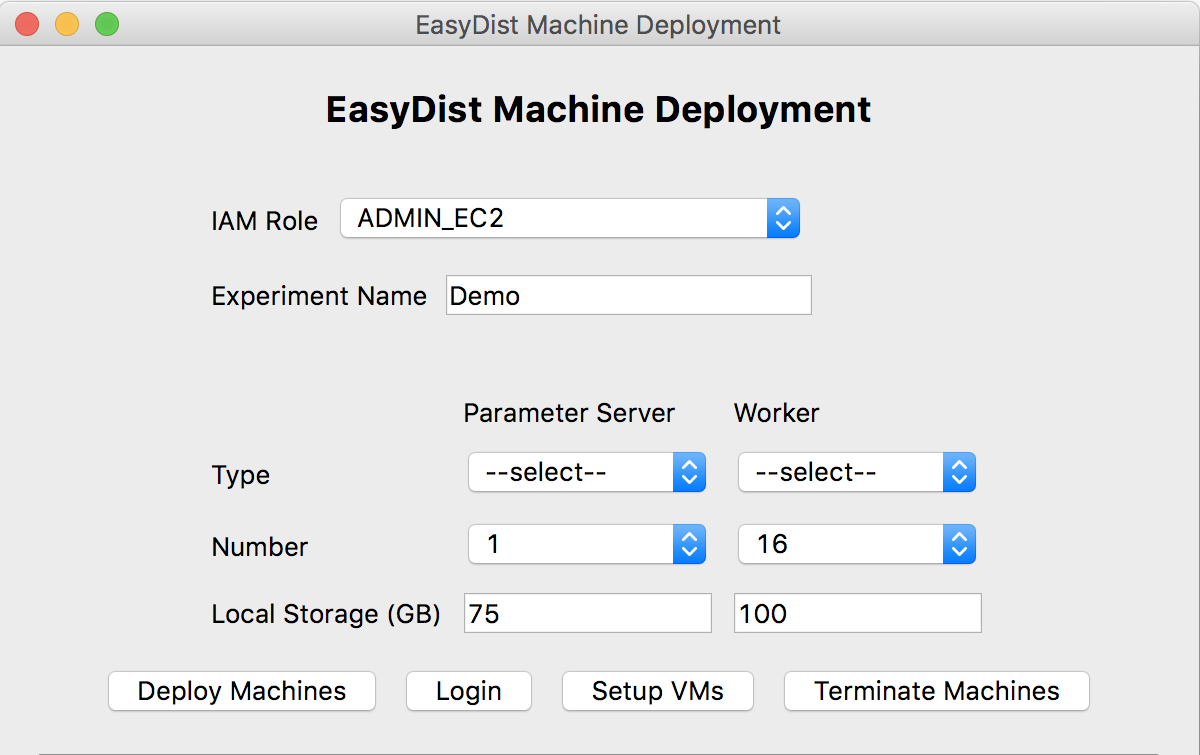 EasyDist Machine Deployment
EasyDist Machine Deployment
IAM Role ADMIN_EC2
Experiment Name Demo
Parameter Server Worker
Type --select-- --select--
Number 1 16
Local Storage (GB) 75 100
Deploy Machines Login Setup VMs Terminate Machines